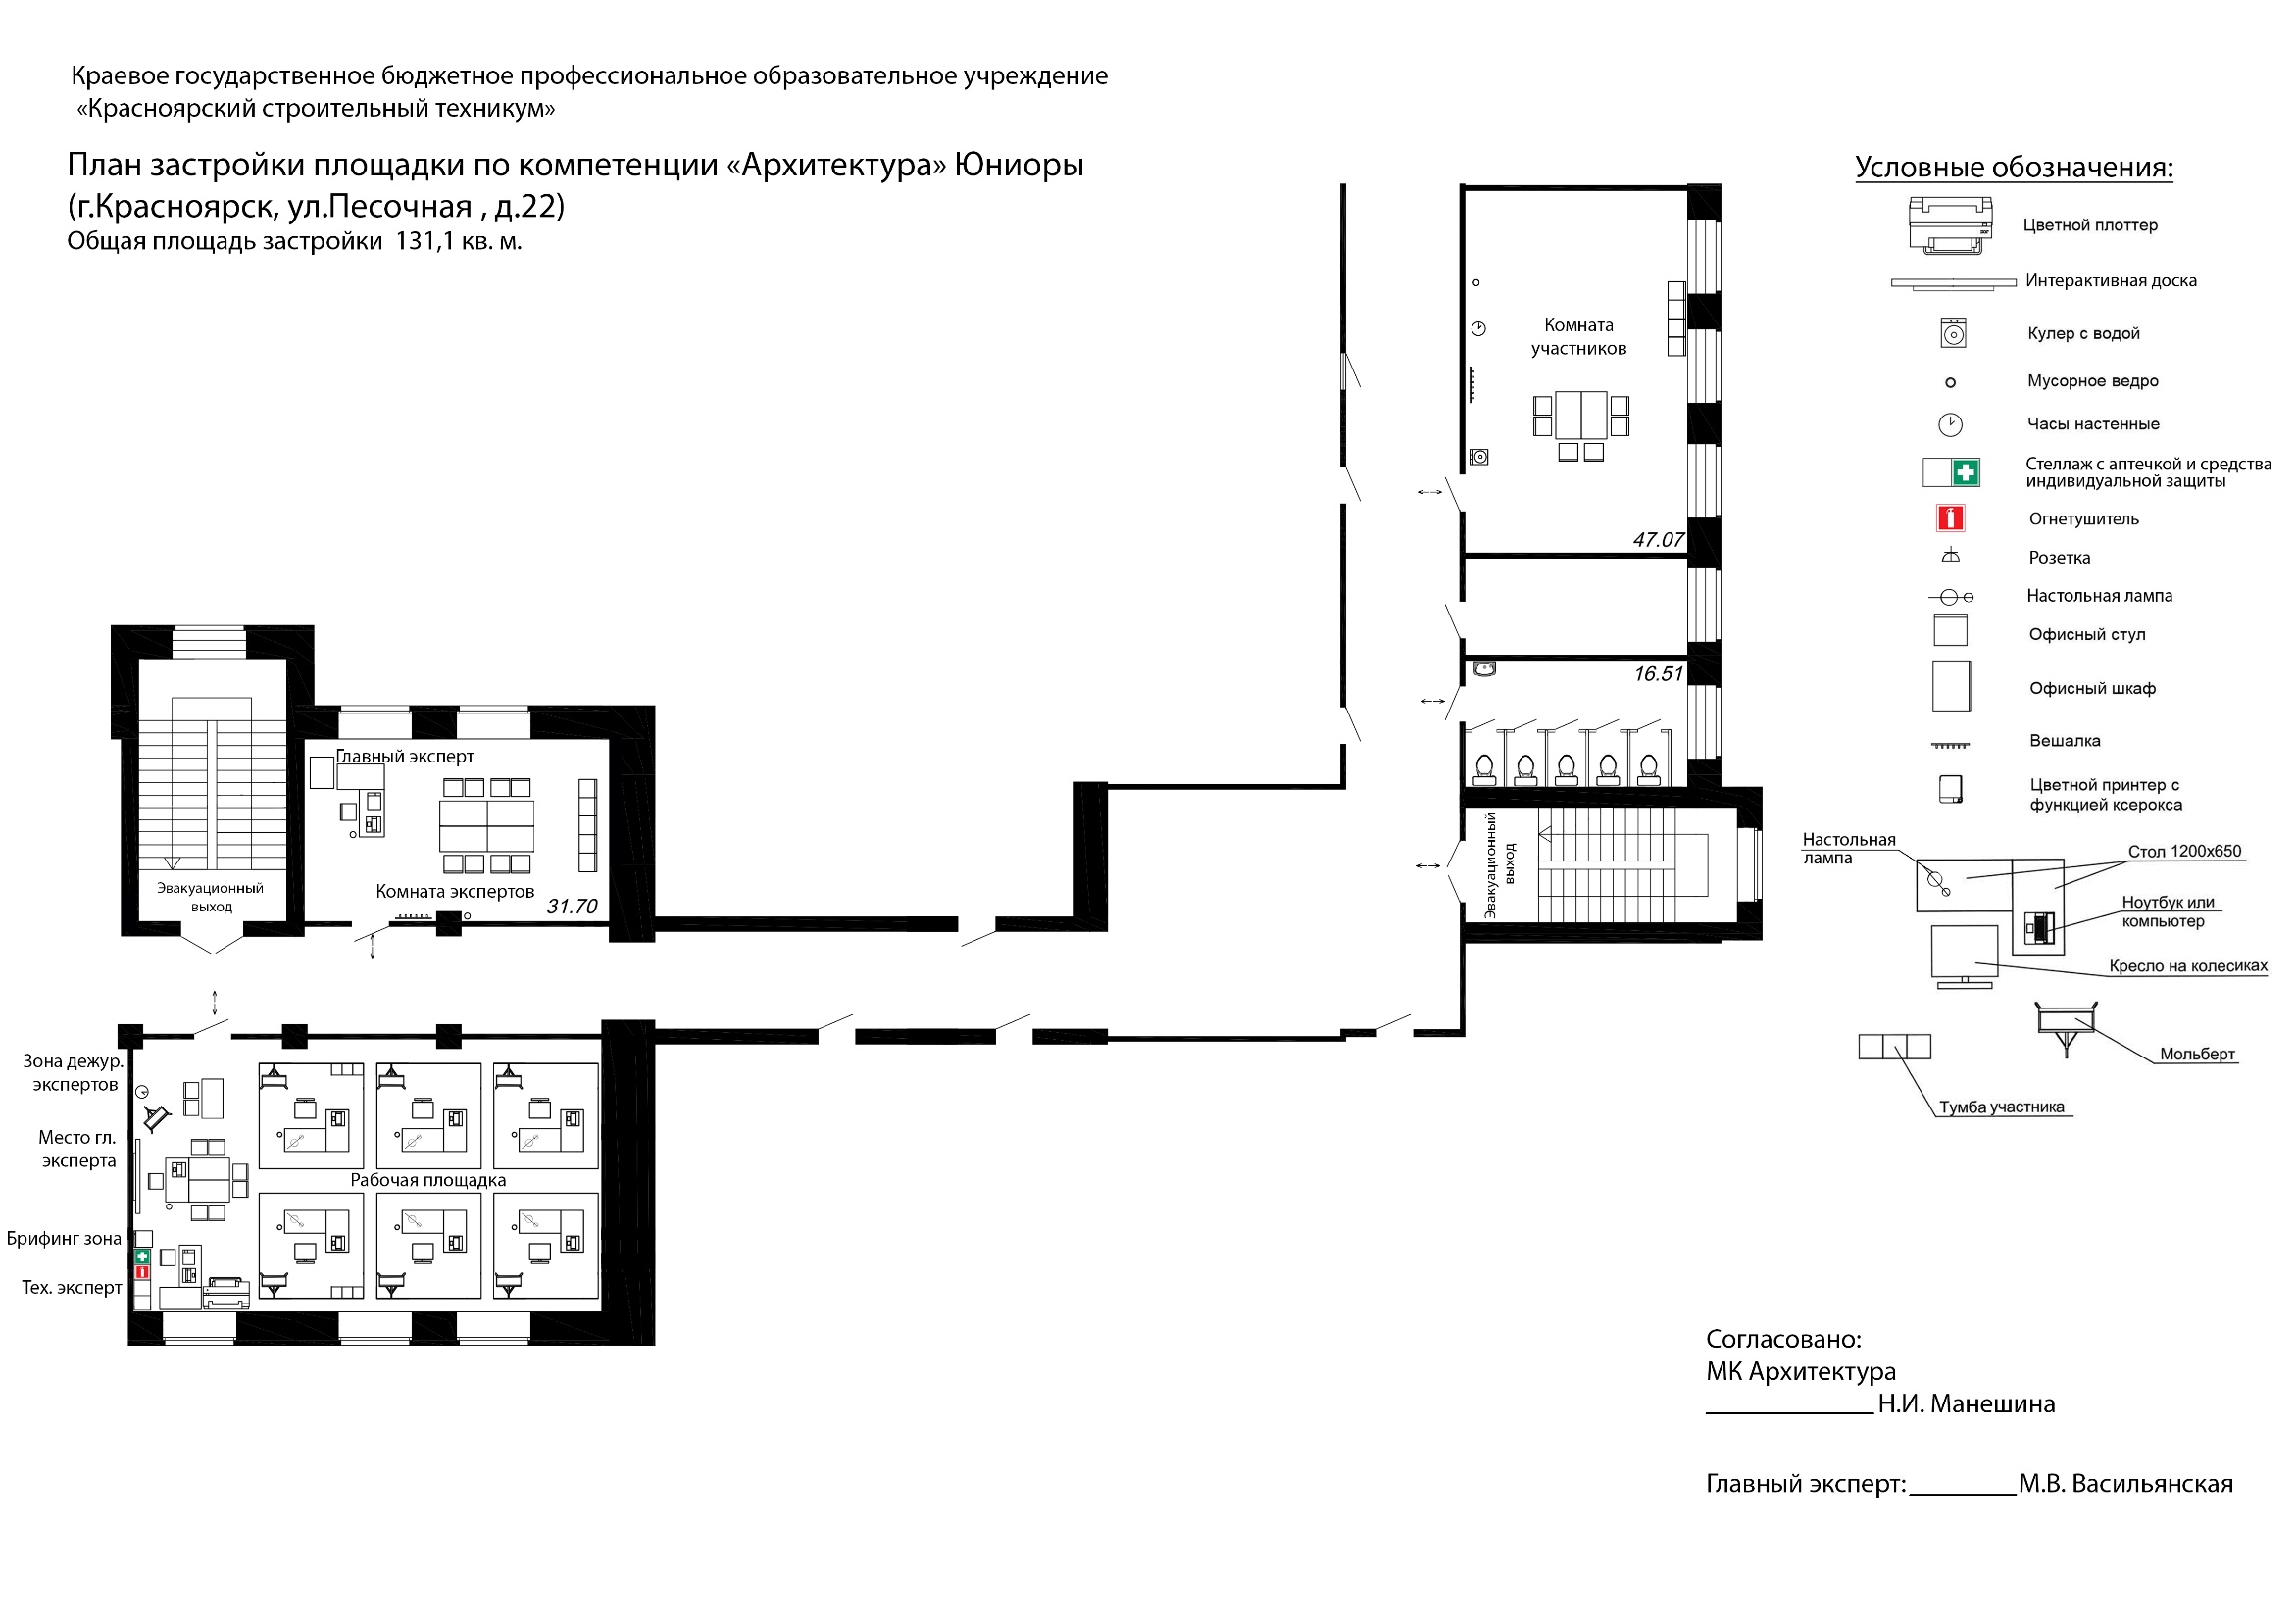 Краевое государственное бюджетное профессиональное образовательное учреждение
«Красноярский строительный техникум»
План застройки площадки по компетенции «Архитектура» Юниоры
(г.Красноярск, ул.Песочная , д.22)
Общая площадь застройки 131,1 кв. м.
Условные обозначения:
Цветной плоттер
Интерактивная доска
Кулер с водой
Мусорное ведро
Часы настенные
Стеллаж с аптечкой и средства
индивидуальной защиты
Огнетушитель
Розетка
Настольная лампа
Офисный стул
Офисный шкаф
Вешалка
Цветной принтер с
функцией ксерокса
Настольная
лампа
Стол 1200х650
Ноутбук или
компьютер
Кресло на колесиках
Мольберт
Тумба участника
Комната
участников
47.07
16.51
Эвакуационный
выход
Главный эксперт
Комната экспертов
31.70
Эвакуационный
выход
Зона дежур.
экспертов
Место гл.
эксперта
Рабочая площадка
Брифинг зона
Тех. эксперт
Согласовано:
МК Архитектура
Н.И. Манешина
Главный эксперт: М.В. Васильянская